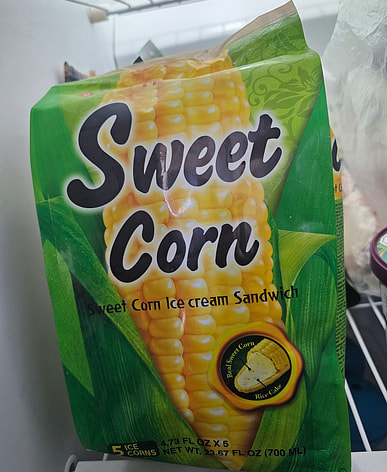 Sweet
Corn
Sweet Corn Ice cream Sandwich
Real Sweet Corn
Rice Cake
5 ICE CORNS
4.73 FL OZ X 5
NET WT. 23.67 FL OZ (700 ML)